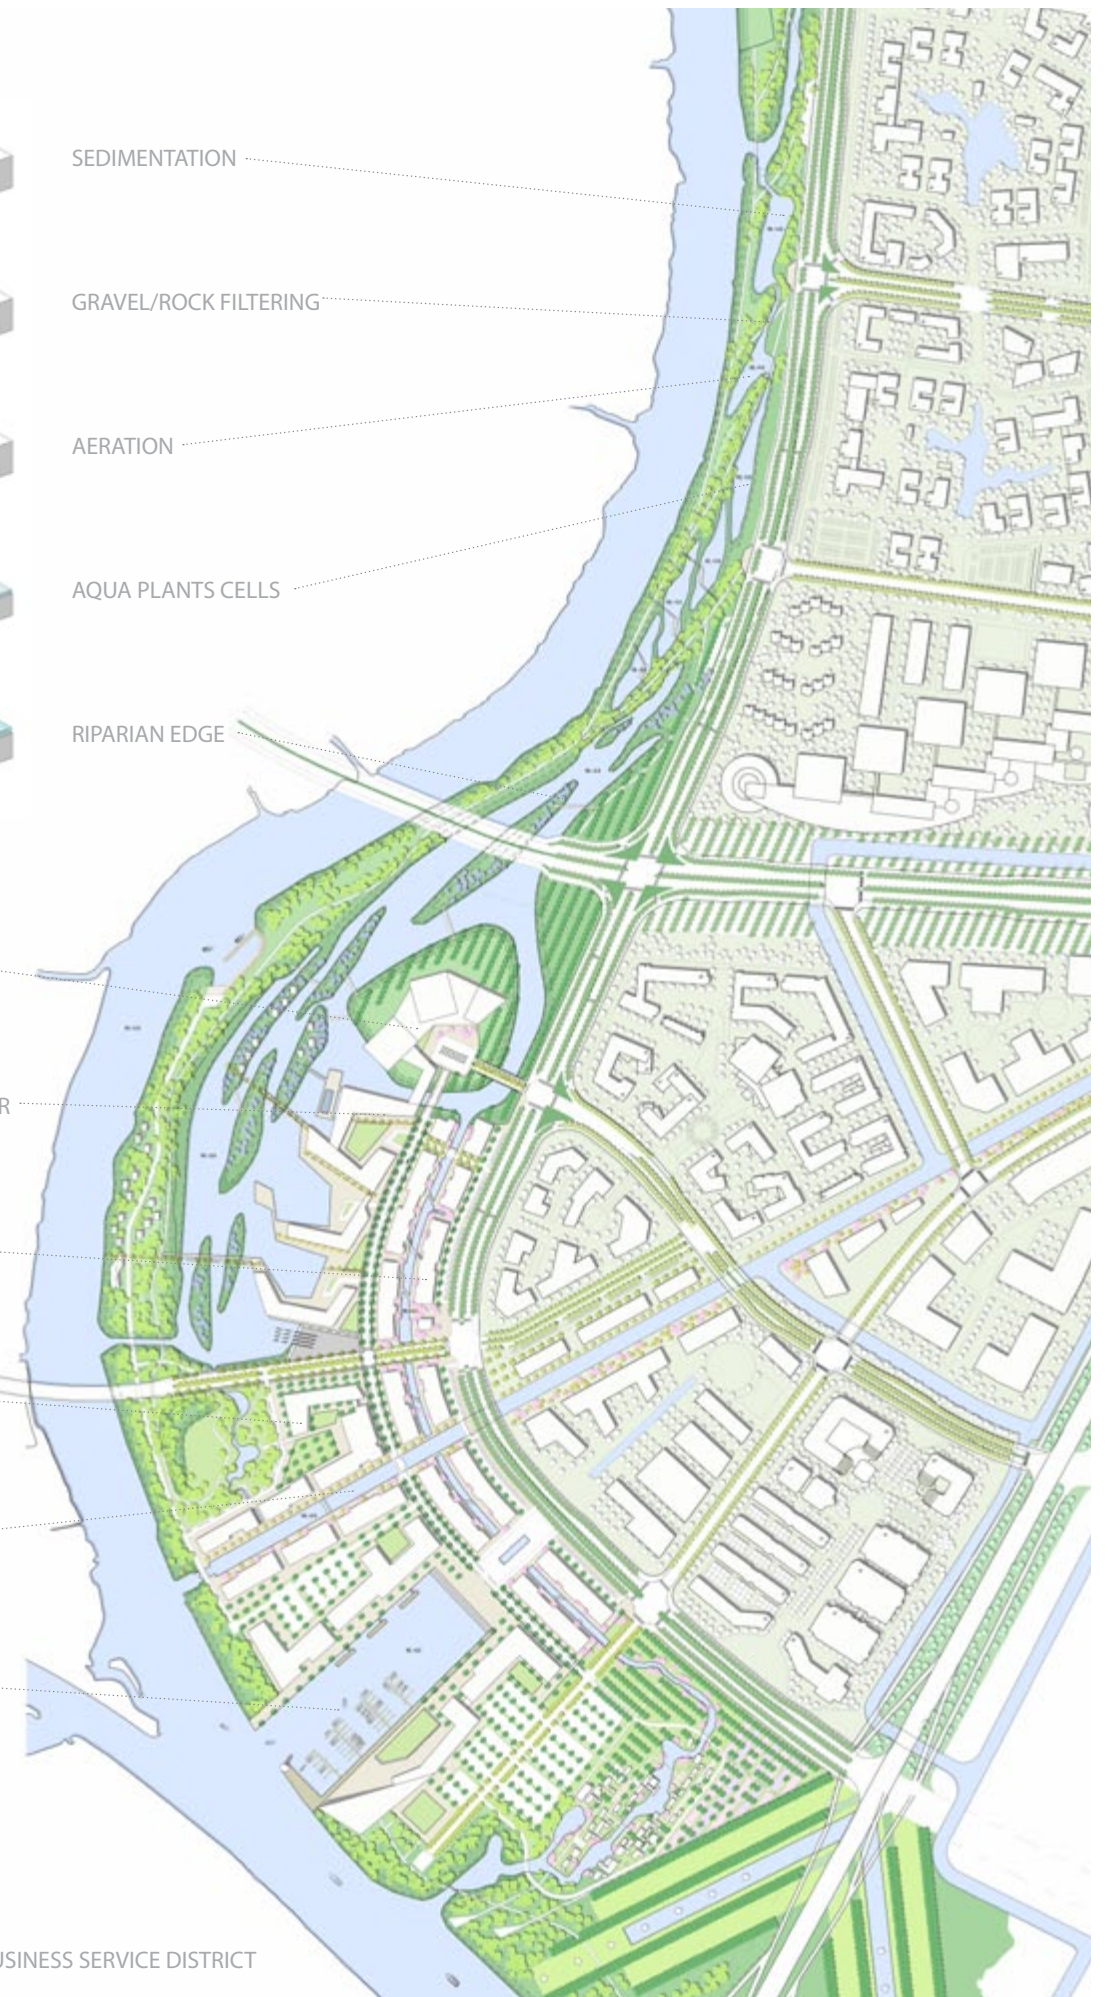 SEDIMENTATION
GRAVEL/ROCK FILTERING
AERATION
AQUA PLANTS CELLS
RIPARIAN EDGE
R
USINESS SERVICE DISTRICT